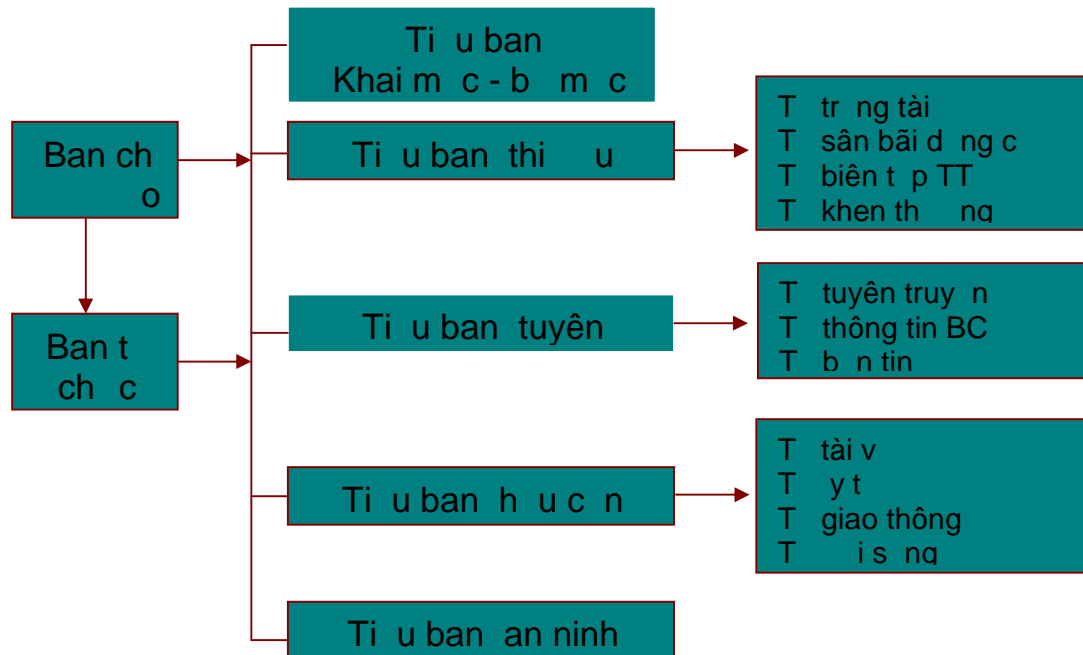 Ti u ban
Khai m c - b m c
Ban ch
o
Ti u ban thi u
T tr ng tài
T sân bãi d ng c
T biên t p TT
T khen th ng
Ban t
ch c
Ti u ban tuyên
T tuyên truy n
T thông tin BC
T b n tin
Ti u ban h u c n
T tài v
T y t
T giao thông
T i s ng
Ti u ban an ninh